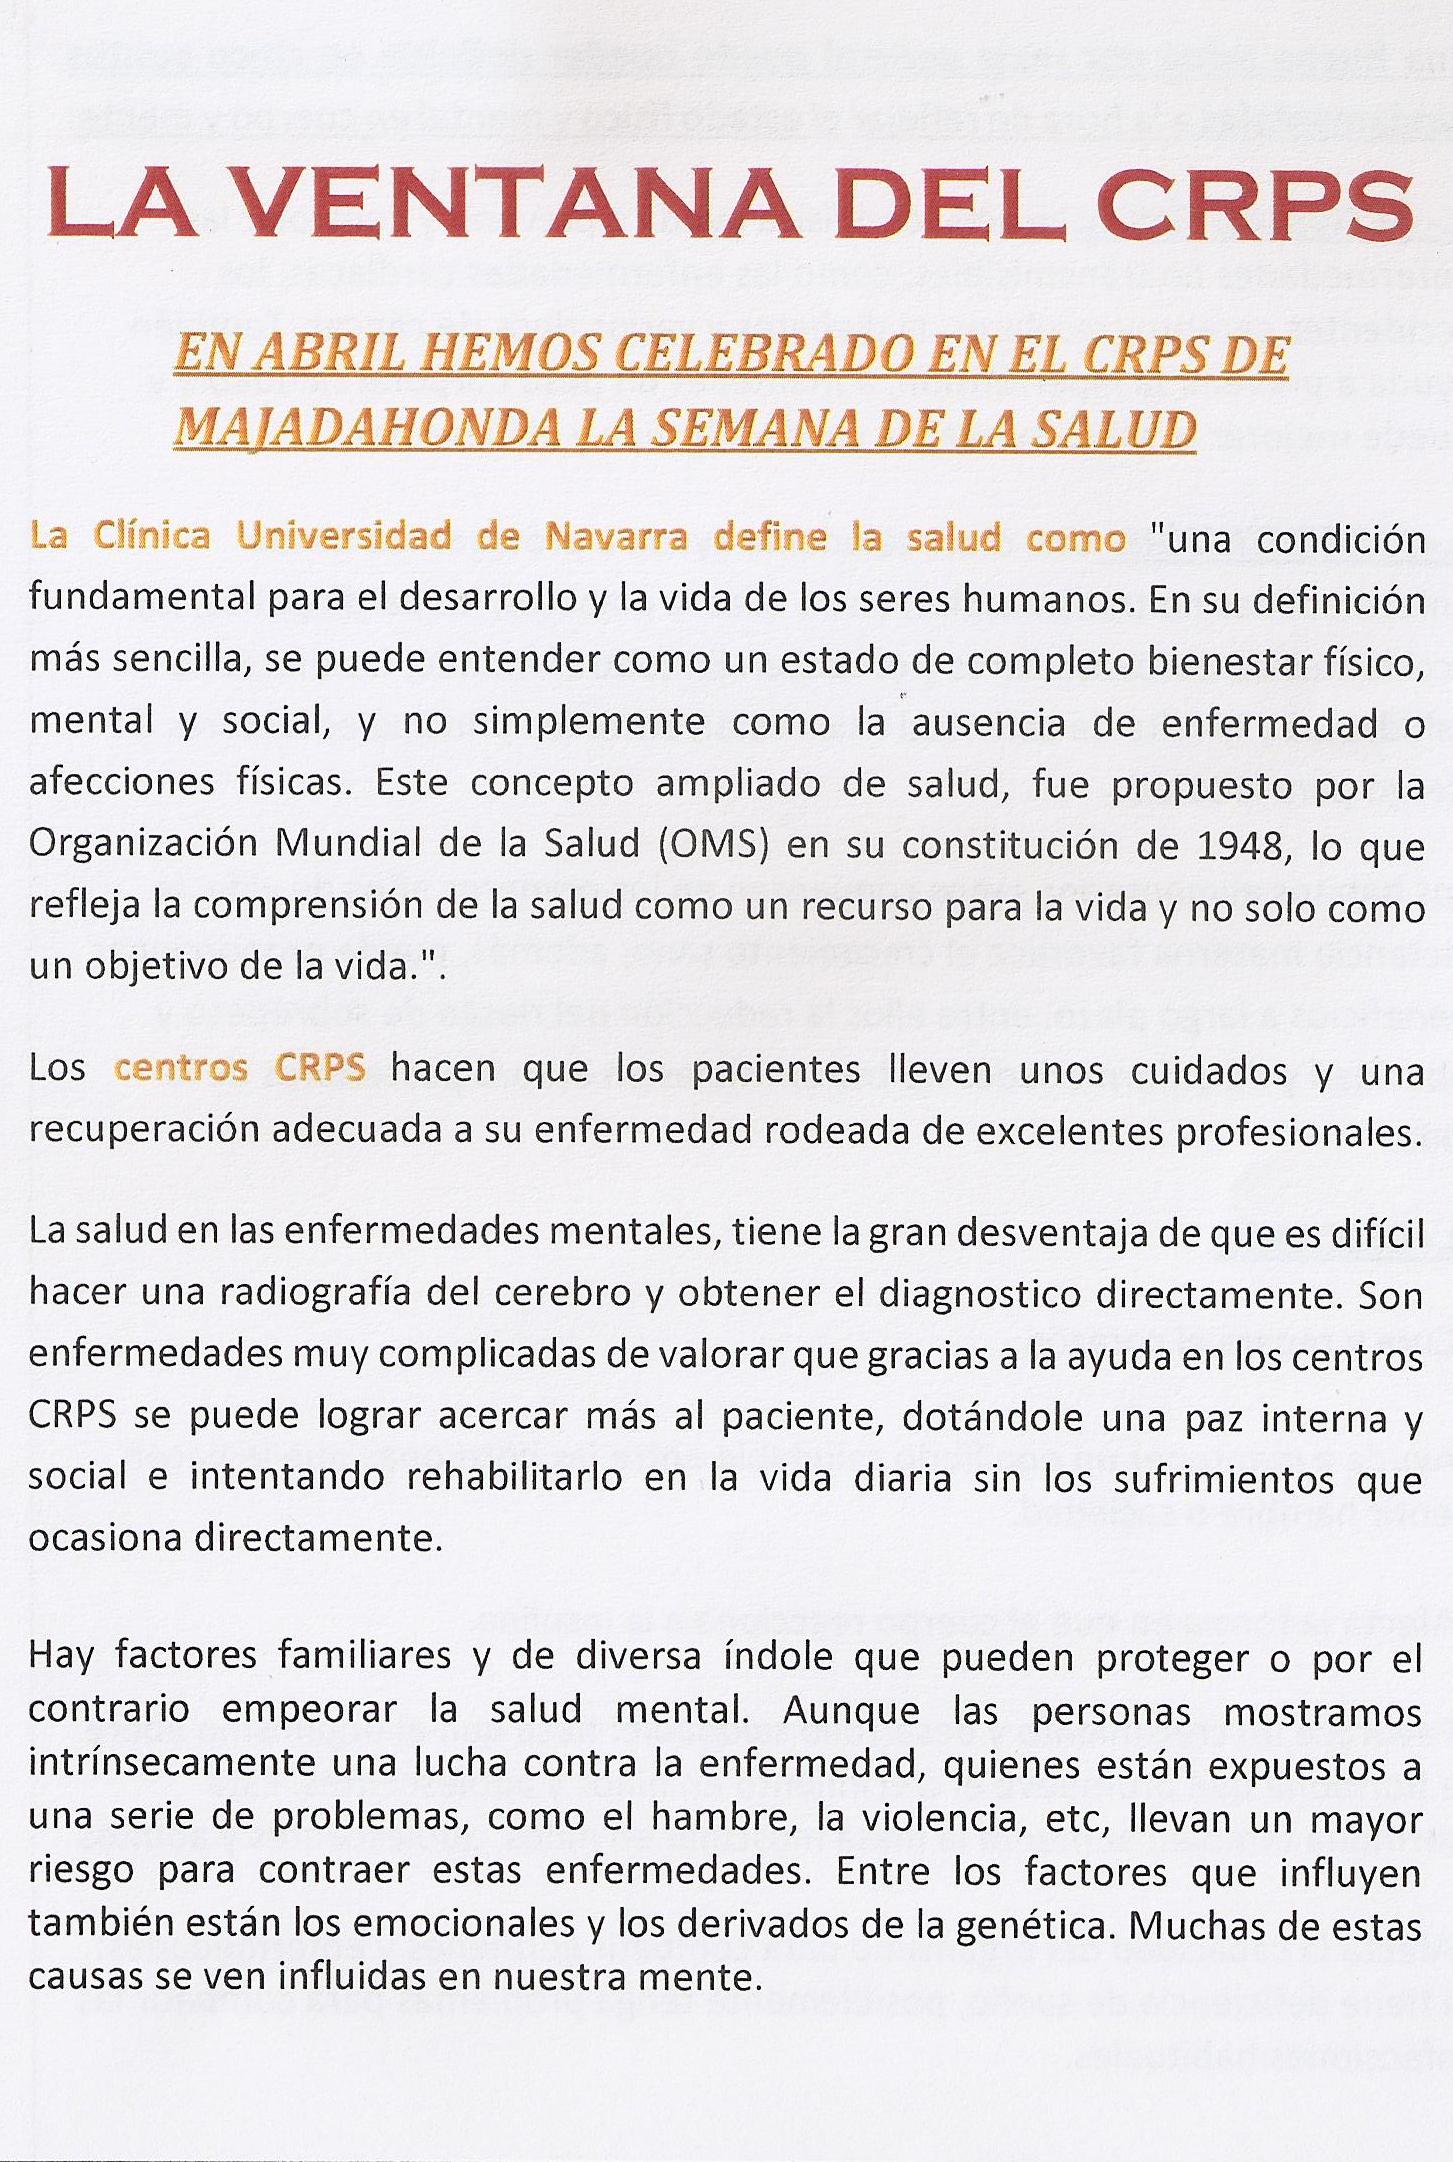 LA VENTANA DEL CRPS
EN ABRIL HEMOS CELEBRADO EN EL CRPS DE
MAJADAHONDA LA SEMANA DE LA SALUD
La Clínica Universidad de Navarra define la salud como "una condición
fundamental para el desarrollo y la vida de los seres humanos. En su definición
más sencilla, se puede entender como un estado de completo bienestar físico,
mental y social, y no simplemente como la ausencia de enfermedad o
afecciones físicas. Este concepto ampliado de salud, fue propuesto por la
Organización Mundial de la Salud (OMS) en su constitución de 1948, lo que
refleja la comprensión de la salud como un recurso para la vida y no solo como
un objetivo de la vida.".
Los centros CRPS hacen que los pacientes lleven unos cuidados y una
recuperación adecuada a su enfermedad rodeada de excelentes profesionales.
La salud en las enfermedades mentales, tiene la gran desventaja de que es difícil
hacer una radiografía del cerebro y obtener el diagnostico directamente. Son
enfermedades muy complicadas de valorar que gracias a la ayuda en los centros
CRPS se puede lograr acercar más al paciente, dotándole una paz interna y
social e intentando rehabilitarlo en la vida diaria sin los sufrimientos que
ocasiona directamente.
Hay factores familiares y de diversa índole que pueden proteger o por el
contrario empeorar la salud mental. Aunque las personas mostramos
intrínsecamente una lucha contra la enfermedad, quienes están expuestos a
una serie de problemas, como el hambre, la violencia, etc, llevan un mayor
riesgo para contraer estas enfermedades. Entre los factores que influyen
también están los emocionales y los derivados de la genética. Muchas de estas
causas se ven influidas en nuestra mente.